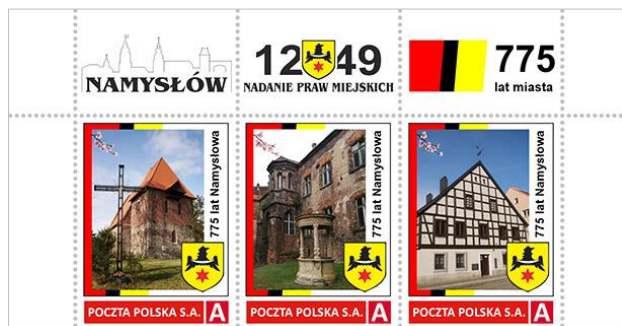 NAMYSŁÓW
12 49
NADANIE PRAW MIEJSKICH
775
lat miasta
775 lat Namysłowa
POCZTA POLSKA S.A. A
775 lat Namysłowa
POCZTA POLSKA S.A. A
775 lat Namysłowa
POCZTA POLSKA S.A. A